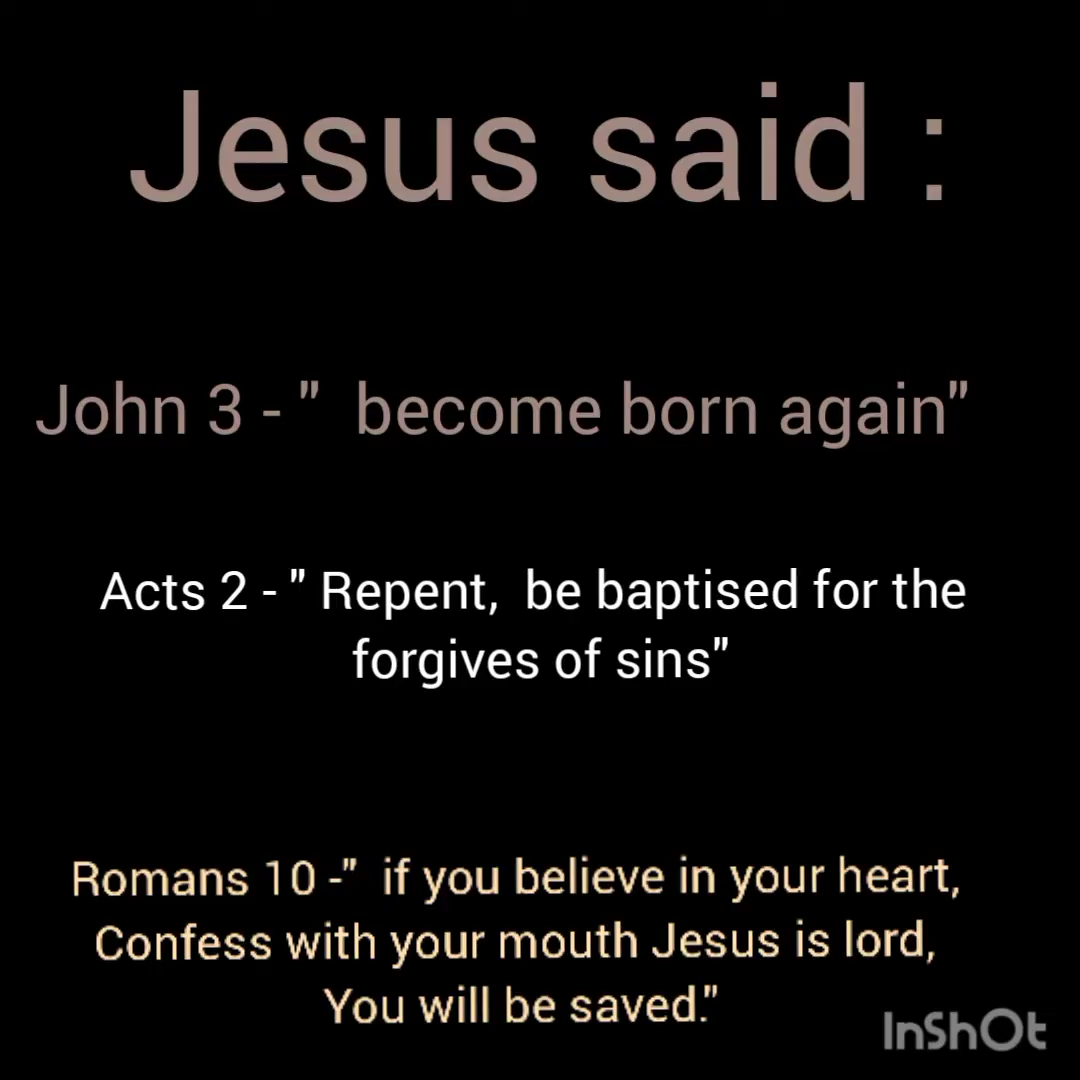 Jesus said :
John 3 - " become born again"
Acts 2 - " Repent, be baptised for the
forgives of sins"
Romans 10 -" if you believe in your heart,
Confess with your mouth Jesus is lord,
You will be saved."
InShOt